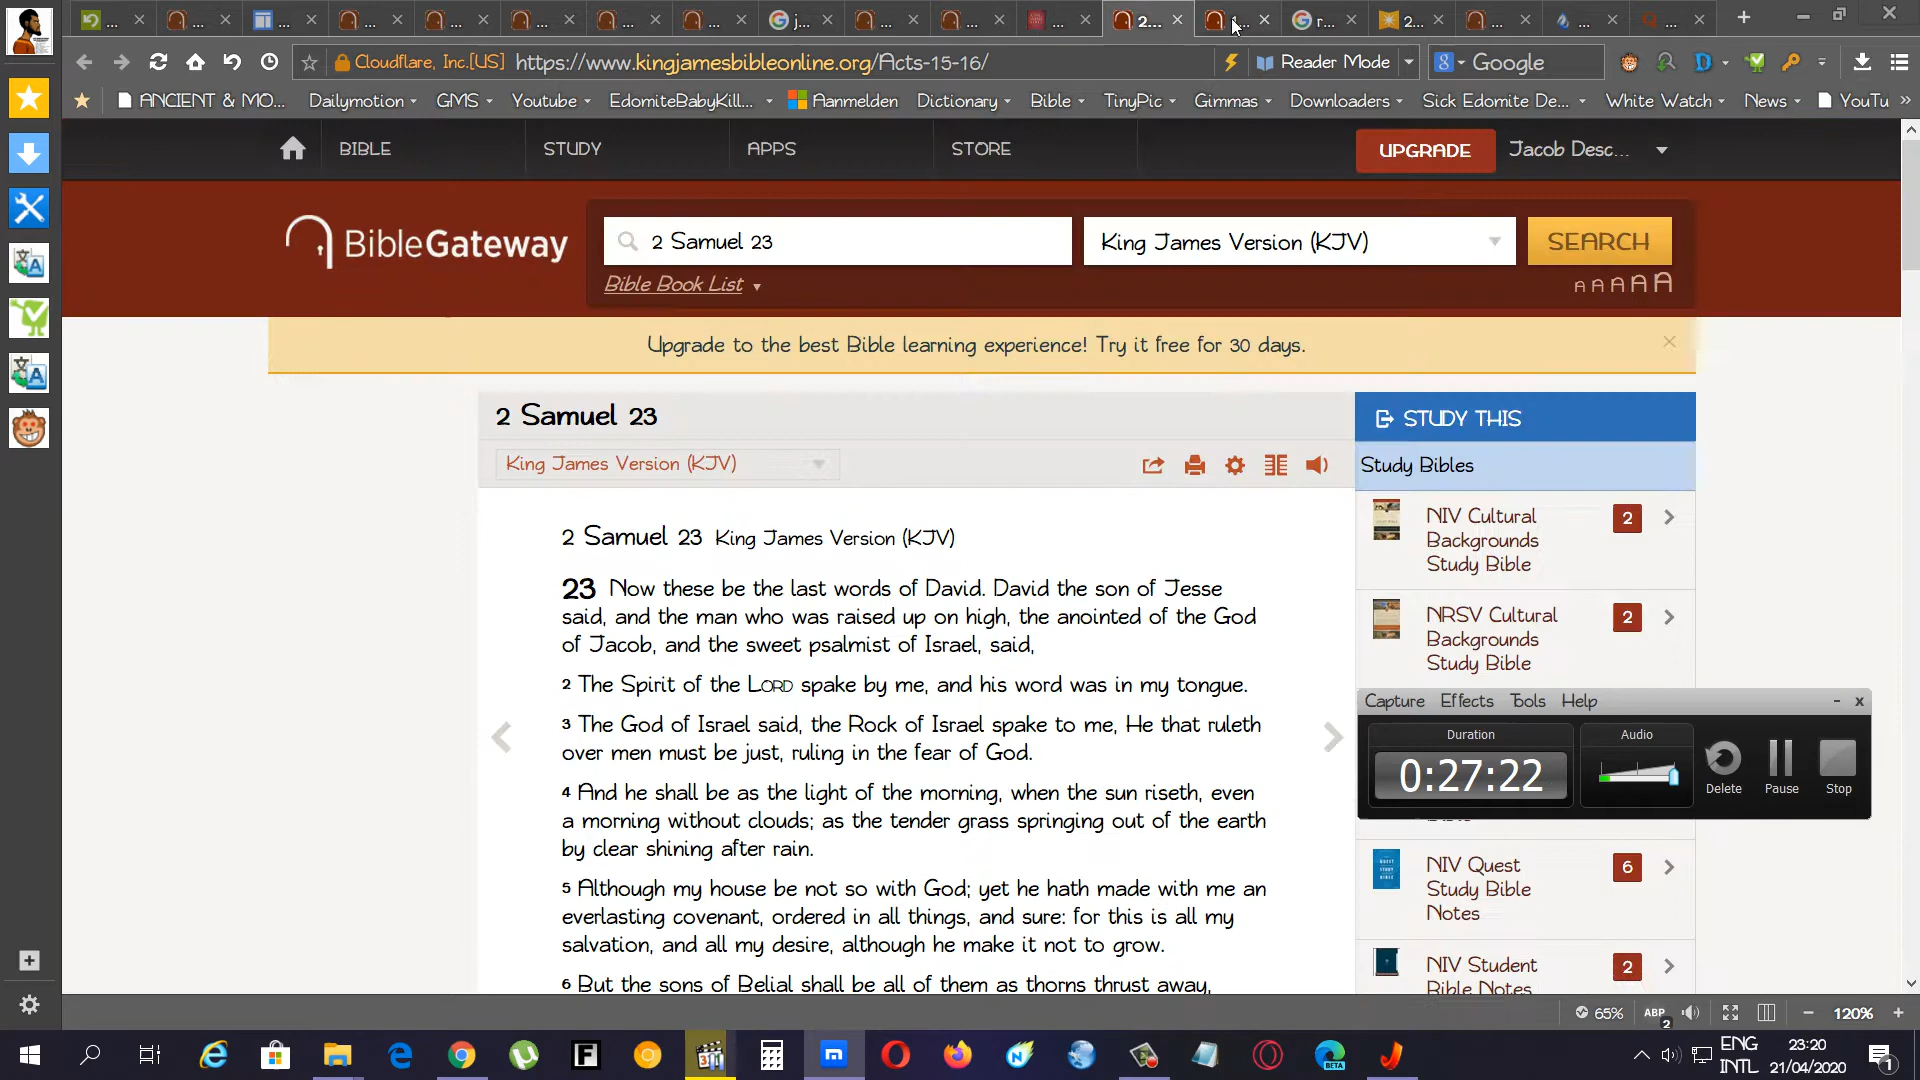 2...
1...
j...
r...
2...
Cloudflare, Inc.[US] https://www.kingjamesbibleonline.org/Acts-15-16/
Reader Mode
Google
ANCIENT & MO...
Dailymotion
GMS
Youtube
EdomiteBabyKill...
Aanmelden
Dictionary
Bible
TinyPic
Gimmas
Downloaders
Sick Edomite De...
White Watch
News
YouTu
BIBLE
STUDY
APPS
STORE
UPGRADE
Jacob Desc...
BibleGateway
2 Samuel 23
King James Version (KJV)
SEARCH
Bible Book List
A A A A A
Upgrade to the best Bible learning experience! Try it free for 30 days.
2 Samuel 23
King James Version (KJV)
2 Samuel 23 King James Version (KJV)
23 Now these be the last words of David. David the son of Jesse
said, and the man who was raised up on high, the anointed of the God
of Jacob, and the sweet psalmist of Israel, said,
2 The Spirit of the LORD spake by me, and his word was in my tongue.
3 The God of Israel said, the Rock of Israel spake to me, He that ruleth
over men must be just, ruling in the fear of God.
4 And he shall be as the light of the morning, when the sun riseth, even
a morning without clouds; as the tender grass springing out of the earth
by clear shining after rain.
5 Although my house be not so with God; yet he hath made with me an
everlasting covenant, ordered in all things, and sure: for this is all my
salvation, and all my desire, although he make it not to grow.
6 But the sons of Belial shall be all of them as thorns thrust away,
STUDY THIS
Study Bibles
NIV Cultural
Backgrounds
Study Bible
2
NRSV Cultural
Backgrounds
Study Bible
2
Capture Effects Tools Help
Duration
0:27:22
Audio
Delete
Pause
Stop
NIV Quest
Study Bible
Notes
6
NIV Student
Bible Notes
2
65%
ABP
2
120%
ENG
INTL
23:20
21/04/2020
1